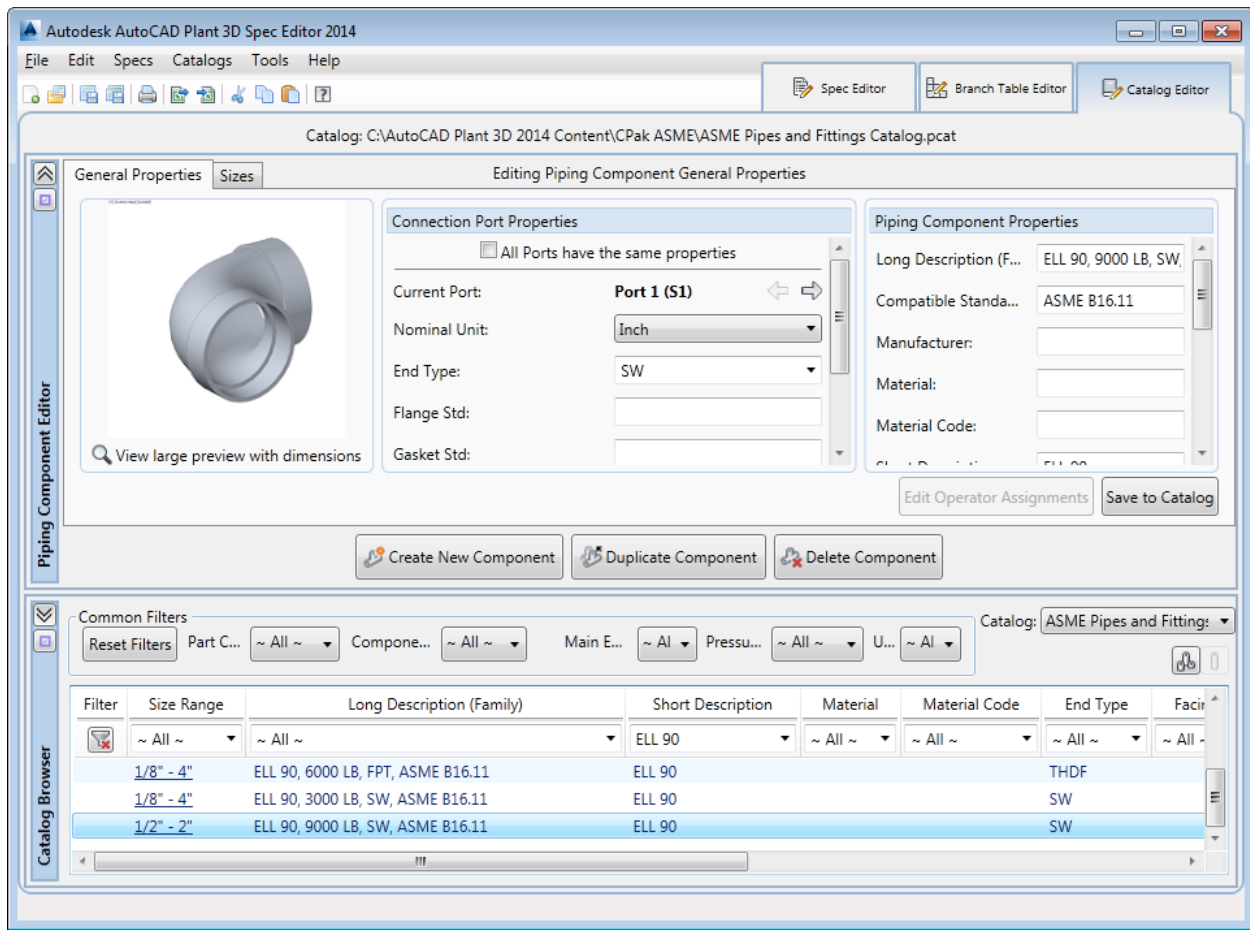 Autodesk AutoCAD Plant 3D Spec Editor 2014
File Edit Specs Catalogs Tools Help
Spec Editor Branch Table Editor Catalog Editor
Catalog: C:\AutoCAD Plant 3D 2014 Content\CPak ASME\ASME Pipes and Fittings Catalog.pcat
General Properties Sizes Editing Piping Component General Properties
Connection Port Properties Piping Component Properties
All Ports have the same properties
Long Description (F... ELL 90, 9000 LB, SW,
Current Port: Port 1 (S1)
Compatible Standa... ASME B16.11
Nominal Unit: Inch
Manufacturer:
End Type: SW
Material:
Flange Std:
Material Code:
Gasket Std:
View large preview with dimensions
Edit Operator Assignments Save to Catalog
Piping Component Editor
Create New Component Duplicate Component Delete Component
Common Filters
Catalog: ASME Pipes and Fittings
Reset Filters Part C... ~ All ~ Compone... ~ All ~ Main E... ~ Al Pressu... ~ All ~ U... ~ Al
Filter Size Range Long Description (Family) Short Description Material Material Code End Type Facin
~ All ~ ~ All ~ ELL 90 ~ All ~ ~ All ~ ~ All ~ ~ All ~
1/8" - 4" ELL 90, 6000 LB, FPT, ASME B16.11 ELL 90 THDF
1/8" - 4" ELL 90, 3000 LB, SW, ASME B16.11 ELL 90 SW
1/2" - 2" ELL 90, 9000 LB, SW, ASME B16.11 ELL 90 SW
Catalog Browser